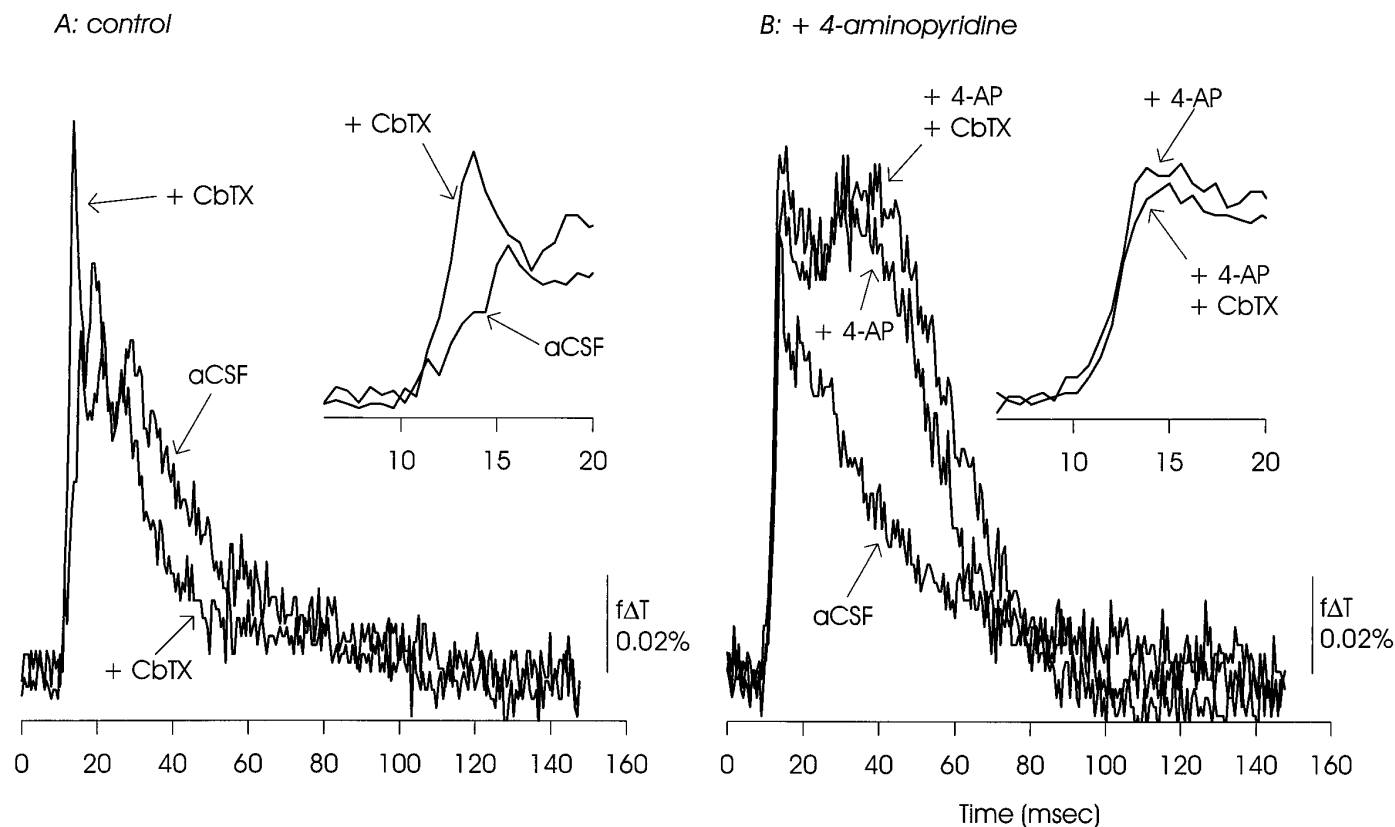 A: control
+ CbTX
aCSF
+ CbTX
+ CbTX
aCSF
10 15 20
fΔT
0.02%
0 20 40 60 80 100 120 140 160
B: + 4-aminopyridine
+ 4-AP
+ CbTX
+ 4-AP
aCSF
+ 4-AP
+ 4-AP
+ CbTX
10 15 20
fΔT
0.02%
0 20 40 60 80 100 120 140 160
Time (msec)